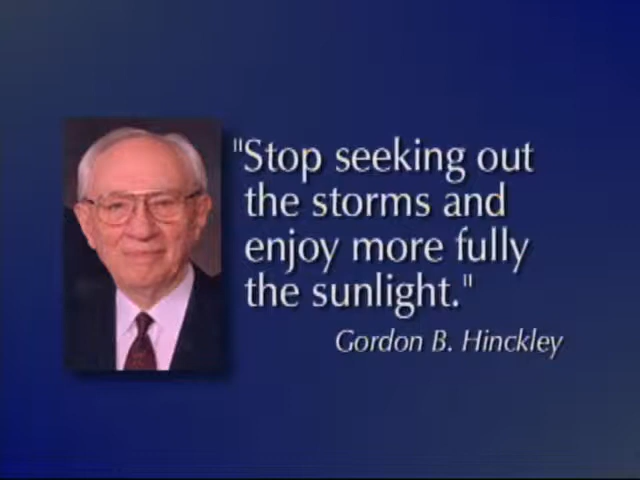 "Stop seeking out
the storms and
enjoy more fully
the sunlight."
Gordon B. Hinckley